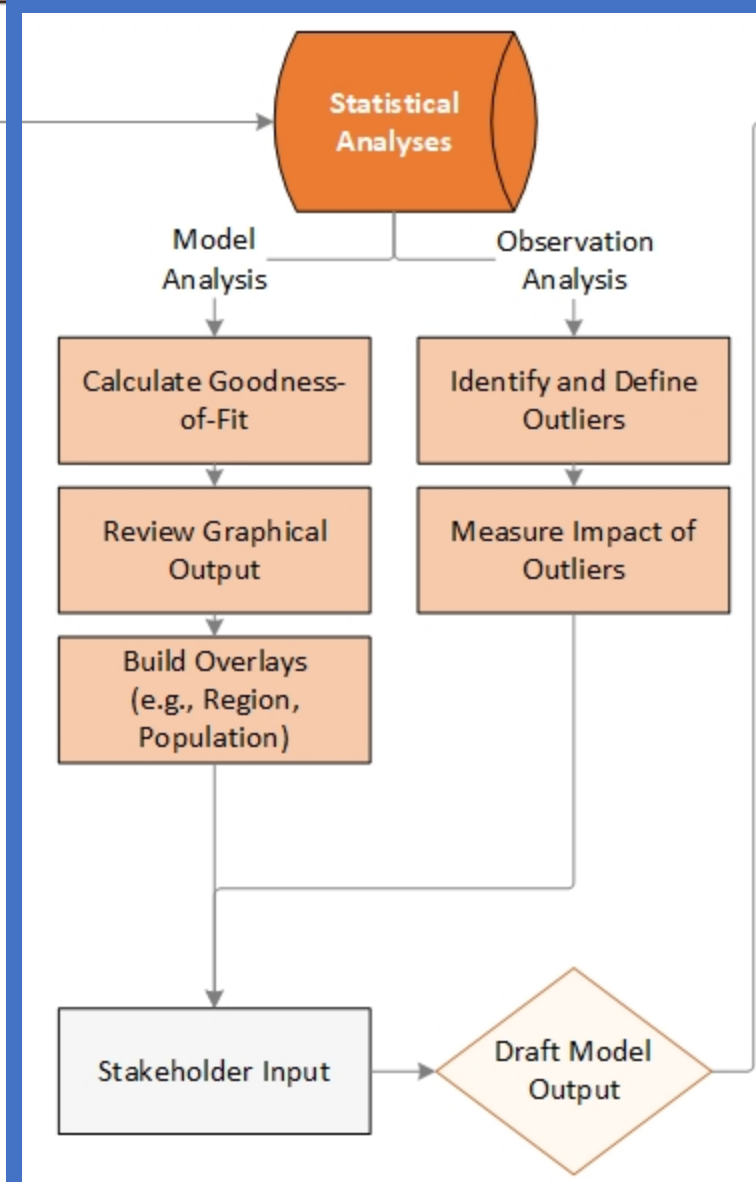 Statistical
Analyses
Model
Analysis
Observation
Analysis
Calculate Goodness-
of-Fit
Identify and Define
Outliers
Review Graphical
Output
Measure Impact of
Outliers
Build Overlays
(e.g., Region,
Population)
Stakeholder Input
Draft Model
Output